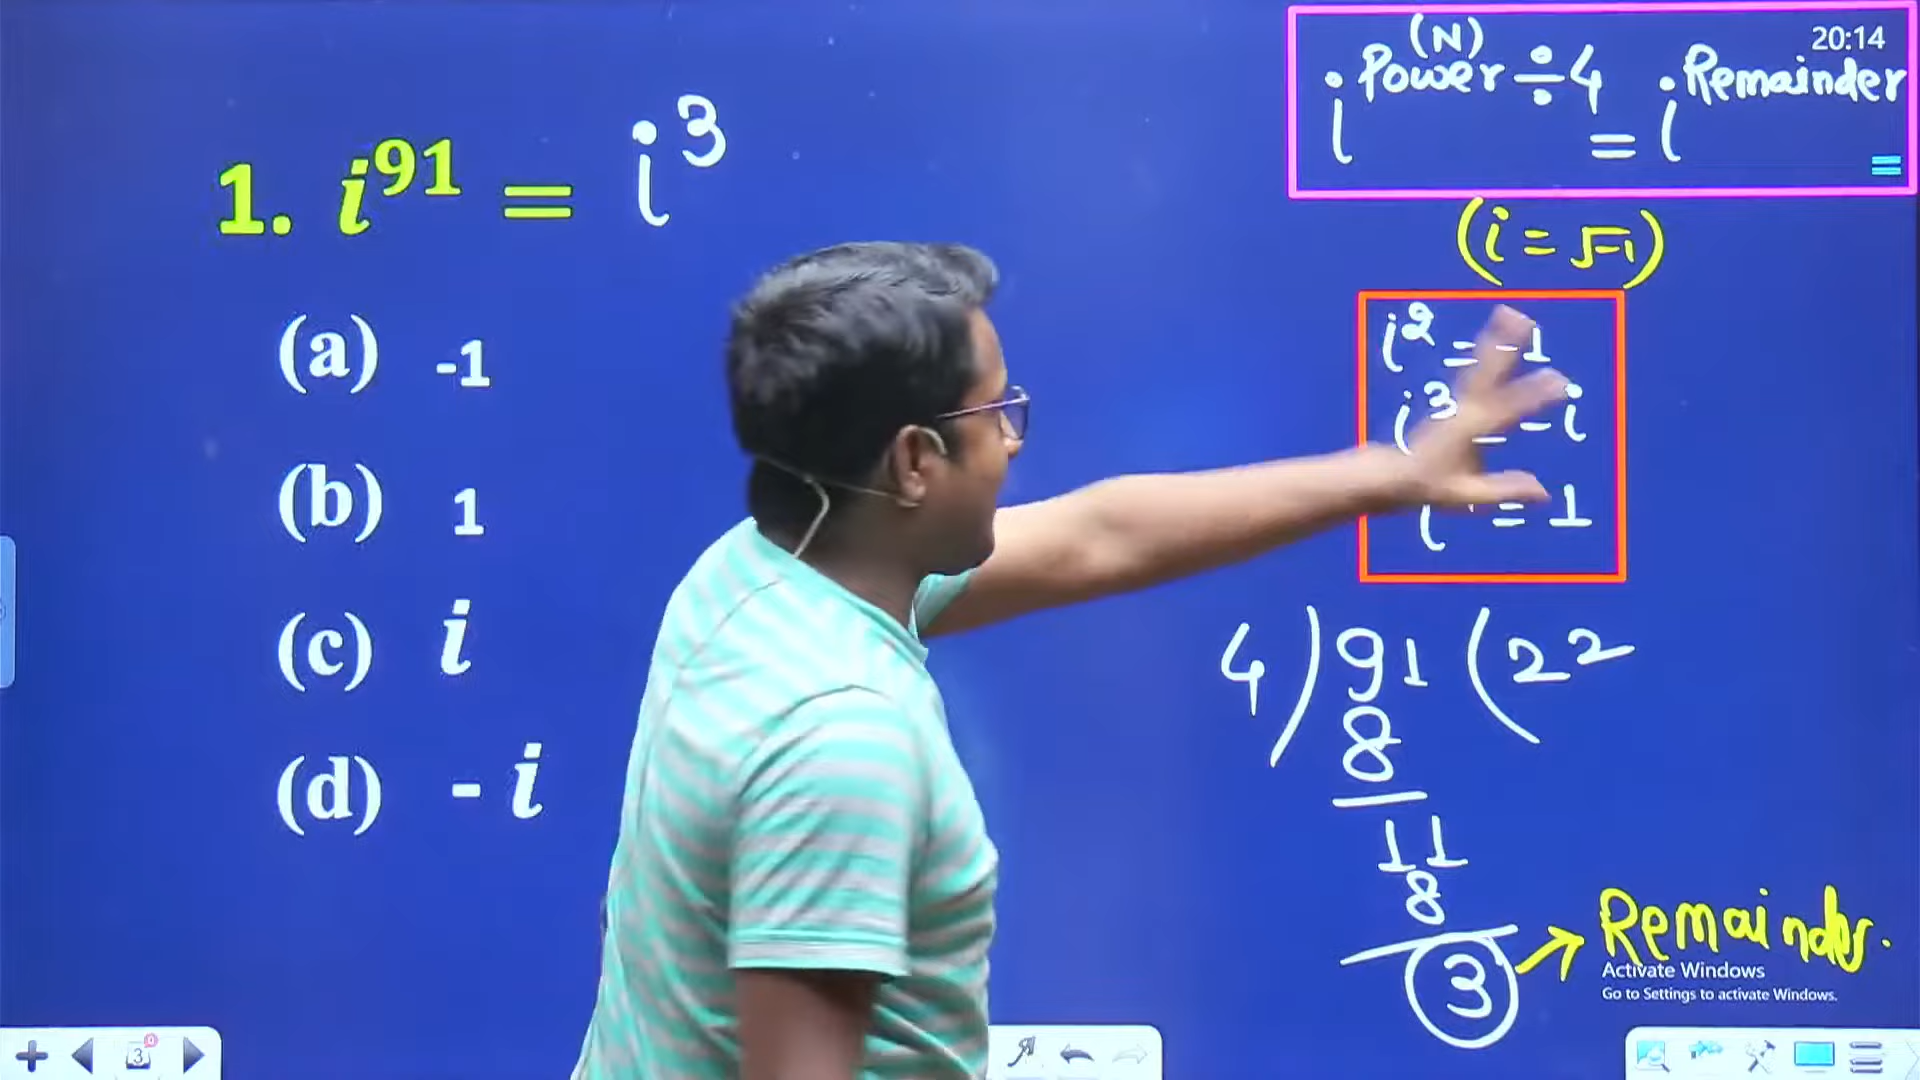 20:14
i^Power(N) ÷ 4 = i^Remainder
(i = √-1)
1. i^91 = i^3
(a) -1
(b) 1
(c) i
(d) - i
i^2 = -1
i^3 = -i
i = 1
4 ) 91 ( 22
8
11
8
3 → Remainder.
Activate Windows
Go to Settings to activate Windows.
3